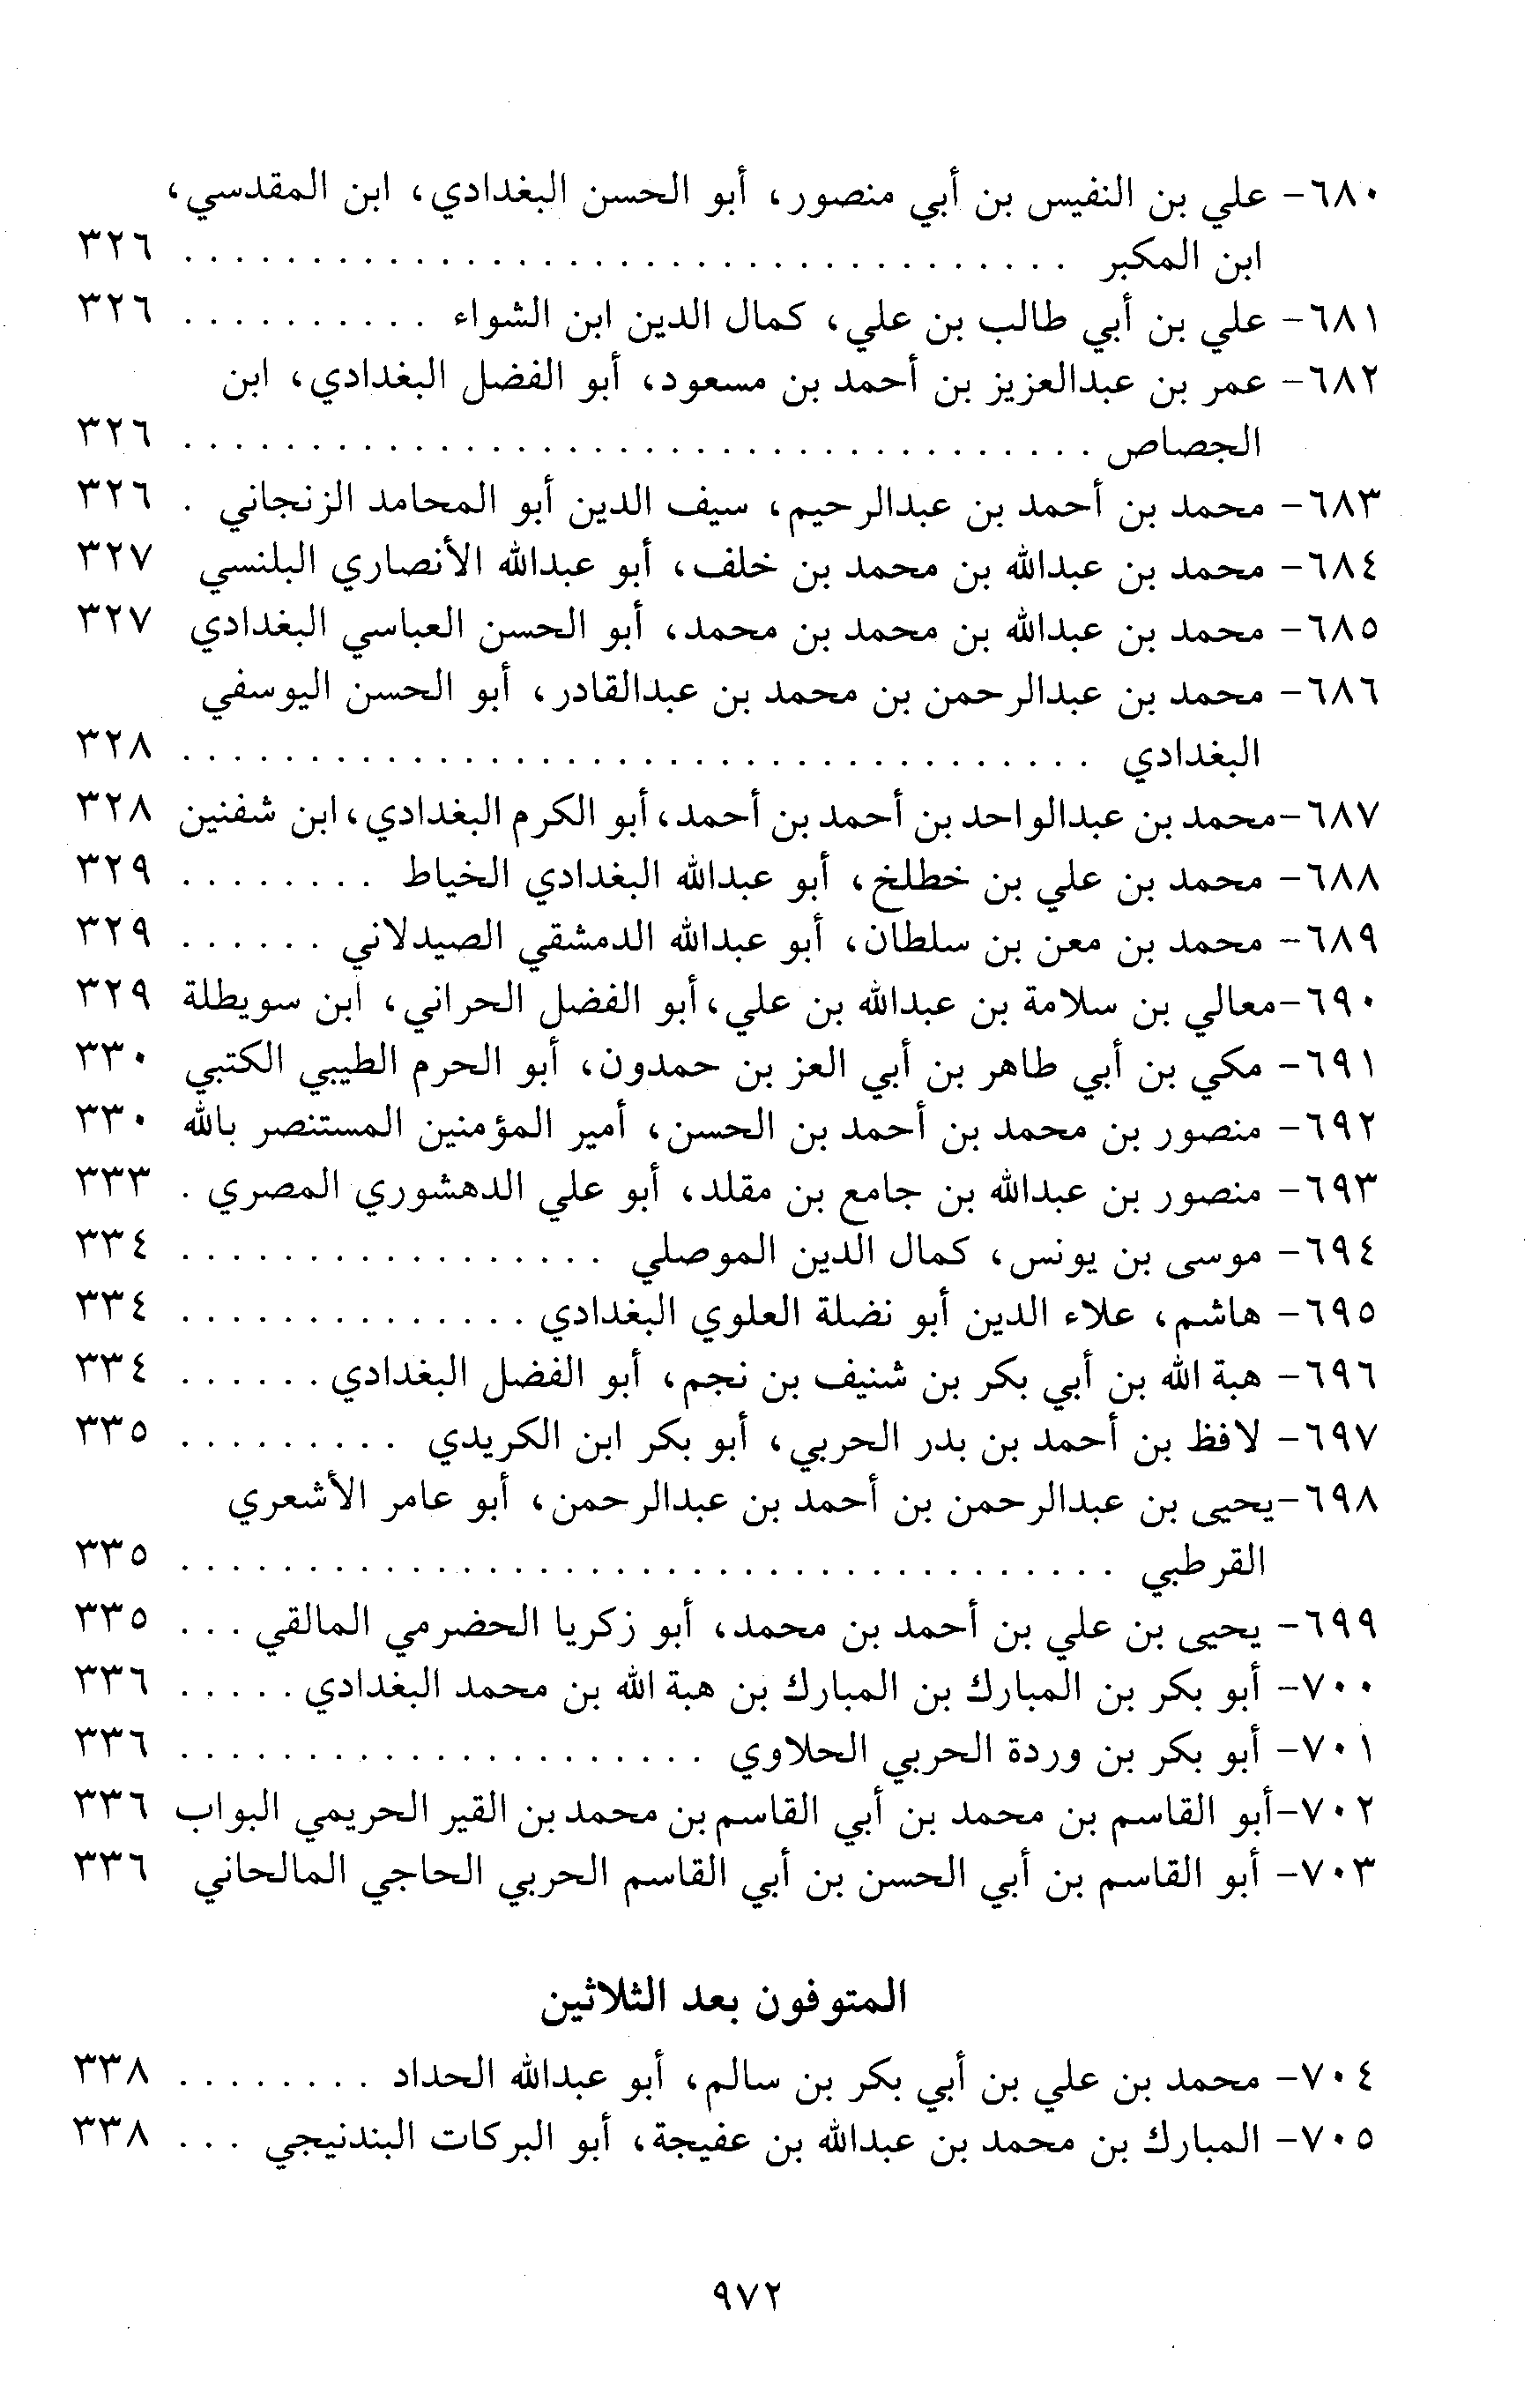 ٦٨٠- علي بن النفيس بن أبي منصور، أبو الحسن البغدادي، ابن المقدسي،
ابن المكبر . . . . . . . . . . . . . . . . . . . . . . . . . . . . . . . . . . . ٣٢٦
٦٨١- علي بن أبي طالب بن علي، كمال الدين ابن الشواء . . . . . . . . . . ٣٢٦
٦٨٢- عمر بن عبدالعزيز بن أحمد بن مسعود، أبو الفضل البغدادي، ابن
الجصاص . . . . . . . . . . . . . . . . . . . . . . . . . . . . . . . . . . . . ٣٢٦
٦٨٣- محمد بن أحمد بن عبدالرحيم، سيف الدين أبو المحامد الزنجاني . ٣٢٦
٦٨٤- محمد بن عبدالله بن محمد بن خلف، أبو عبدالله الأنصاري البلنسي ٣٢٧
٦٨٥- محمد بن عبدالله بن محمد بن محمد، أبو الحسن العباسي البغدادي ٣٢٧
٦٨٦- محمد بن عبدالرحمن بن محمد بن عبدالقادر، أبو الحسن اليوسفي
البغدادي . . . . . . . . . . . . . . . . . . . . . . . . . . . . . . . . . . . . ٣٢٨
٦٨٧-محمد بن عبدالواحد بن أحمد بن أحمد، أبو الكرم البغدادي، ابن شفنين ٣٢٨
٦٨٨- محمد بن علي بن خطلخ، أبو عبدالله البغدادي الخياط . . . . . . . . ٣٢٩
٦٨٩- محمد بن معن بن سلطان، أبو عبدالله الدمشقي الصيدلاني . . . . . . ٣٢٩
٦٩٠-معالي بن سلامة بن عبدالله بن علي، أبو الفضل الحراني، ابن سويطلة ٣٢٩
٦٩١- مكي بن أبي طاهر بن أبي العز بن حمدون، أبو الحرم الطيبي الكتبي ٣٣٠
٦٩٢- منصور بن محمد بن أحمد بن الحسن، أمير المؤمنين المستنصر بالله ٣٣٠
٦٩٣- منصور بن عبدالله بن جامع بن مقلد، أبو علي الدهشوري المصري . ٣٣٣
٦٩٤- موسى بن يونس، كمال الدين الموصلي . . . . . . . . . . . . . . . . . ٣٣٤
٦٩٥- هاشم، علاء الدين أبو نضلة العلوي البغدادي . . . . . . . . . . . . . . ٣٣٤
٦٩٦- هبة الله بن أبي بكر بن شنيف بن نجم، أبو الفضل البغدادي . . . . . . ٣٣٤
٦٩٧- لافظ بن أحمد بن بدر الحربي، أبو بكر ابن الكريدي . . . . . . . . . ٣٣٥
٦٩٨-يحيى بن عبدالرحمن بن أحمد بن عبدالرحمن، أبو عامر الأشعري
القرطبي . . . . . . . . . . . . . . . . . . . . . . . . . . . . . . . . . . . . . ٣٣٥
٦٩٩- يحيى بن علي بن أحمد بن محمد، أبو زكريا الحضرمي المالقي . . . ٣٣٥
٧٠٠- أبو بكر بن المبارك بن المبارك بن هبة الله بن محمد البغدادي . . . . . ٣٣٦
٧٠١- أبو بكر بن وردة الحربي الحلاوي . . . . . . . . . . . . . . . . . . . . . ٣٣٦
٧٠٢-أبو القاسم بن محمد بن أبي القاسم بن محمد بن القير الحريمي البواب ٣٣٦
٧٠٣- أبو القاسم بن أبي الحسن بن أبي القاسم الحربي الحاجي المالحاني ٣٣٦
المتوفون بعد الثلاثين
٧٠٤- محمد بن علي بن أبي بكر بن سالم، أبو عبدالله الحداد . . . . . . . . ٣٣٨
٧٠٥- المبارك بن محمد بن عبدالله بن عفيجة، أبو البركات البندنيجي . . . ٣٣٨
٩٧٢